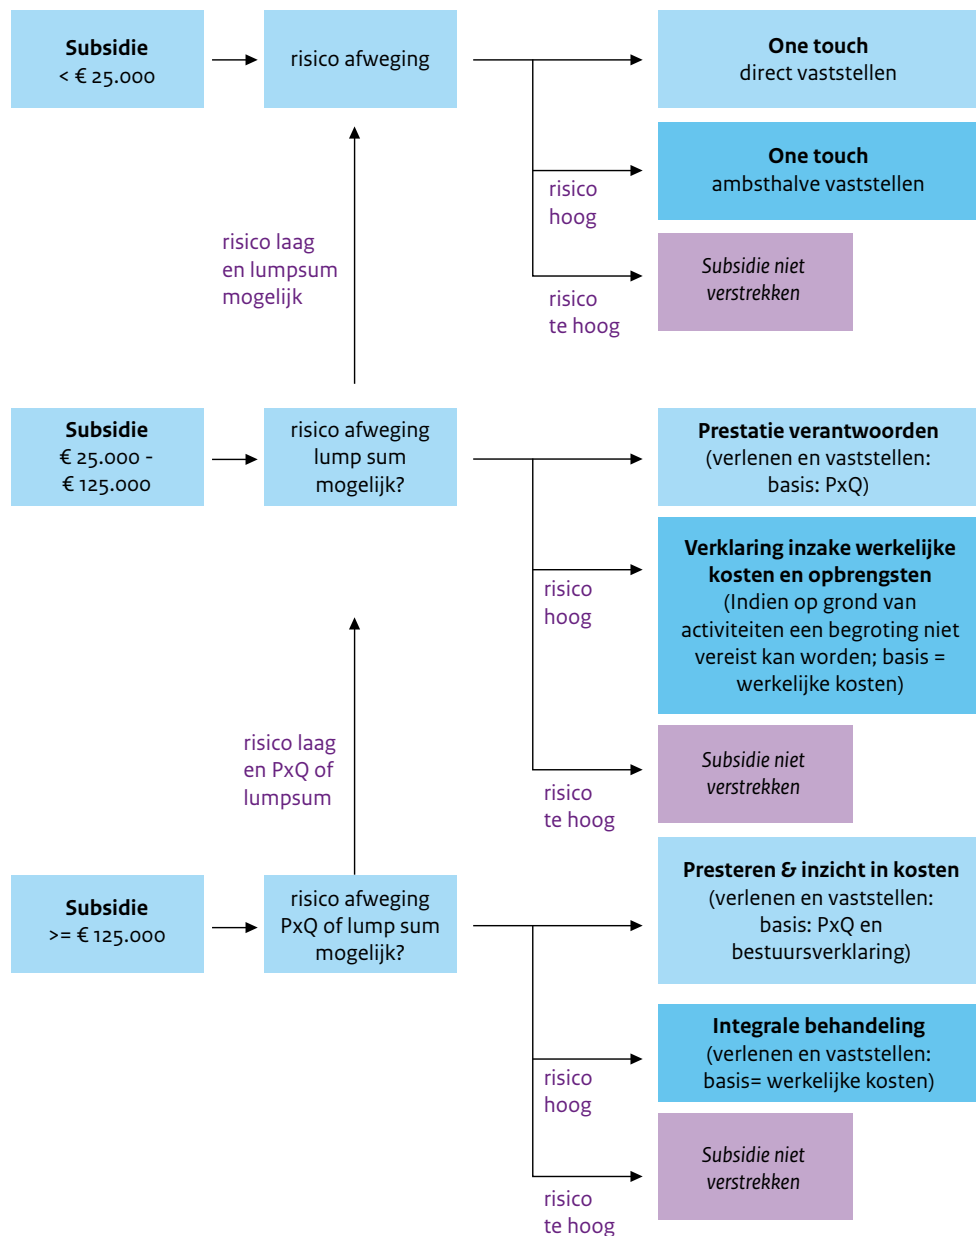 Subsidie
< € 25.000
risico afweging
One touch
direct vaststellen
One touch
ambsthalve vaststellen
risico
hoog
Subsidie niet
verstrekken
risico
te hoog
risico laag
en lumpsum
mogelijk
Subsidie
€ 25.000 -
€ 125.000
risico afweging
lump sum
mogelijk?
Prestatie verantwoorden
(verlenen en vaststellen:
basis: PxQ)
Verklaring inzake werkelijke
kosten en opbrengsten
(Indien op grond van
activiteiten een begroting niet
vereist kan worden; basis =
werkelijke kosten)
risico
hoog
Subsidie niet
verstrekken
risico
te hoog
risico laag
en PxQ of
lumpsum
Subsidie
>= € 125.000
risico afweging
PxQ of lump sum
mogelijk?
Presteren & inzicht in kosten
(verlenen en vaststellen:
basis: PxQ en
bestuursverklaring)
Integrale behandeling
(verlenen en vaststellen:
basis= werkelijke kosten)
risico
hoog
Subsidie niet
verstrekken
risico
te hoog